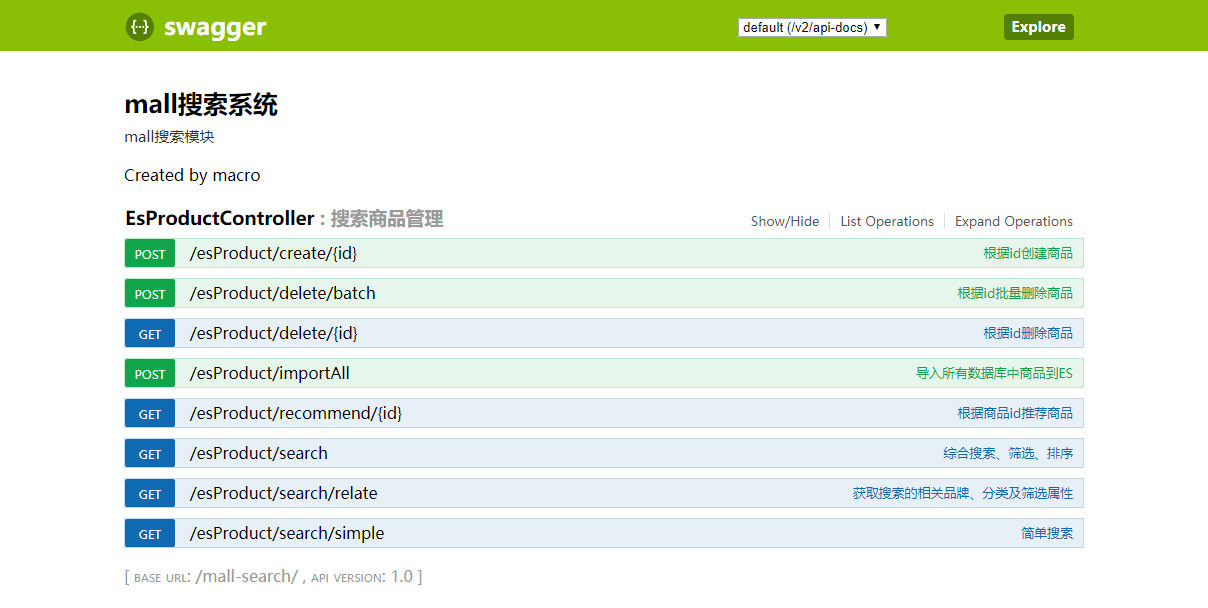 {···} swagger default (/v2/api-docs) Explore
mall搜索系统
mall搜索模块
Created by macro
EsProductController : 搜索商品管理 Show/Hide List Operations Expand Operations
POST /esProduct/create/{id} 根据id创建商品
POST /esProduct/delete/batch 根据id批量删除商品
GET /esProduct/delete/{id} 根据id删除商品
POST /esProduct/importAll 导入所有数据库中商品到ES
GET /esProduct/recommend/{id} 根据商品id推荐商品
GET /esProduct/search 综合搜索、筛选、排序
GET /esProduct/search/relate 获取搜索的相关品牌、分类及筛选属性
GET /esProduct/search/simple 简单搜索
[ BASE URL: /mall-search/ , API VERSION: 1.0 ]